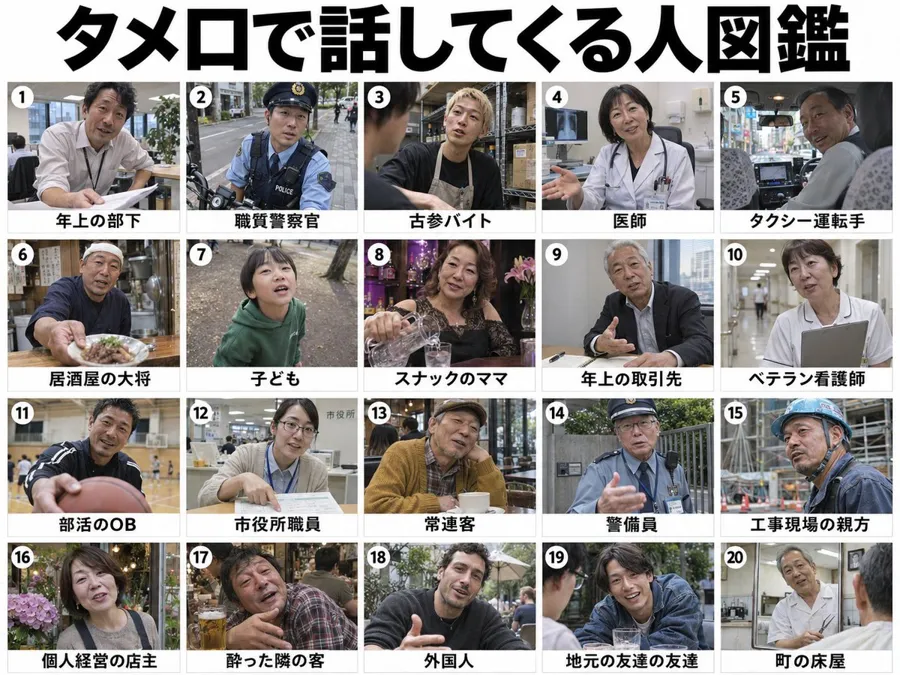 タメ口で話してくる人図鑑
1
年上の部下
2
POLICE
職質警察官
3
古参バイト
4
医師
5
タクシー運転手
6
居酒屋の大将
7
子ども
8
スナックのママ
9
年上の取引先
10
ベテラン看護師
11
部活のOB
12
市役所
市役所職員
13
常連客
14
警備員
15
工事現場の親方
16
個人経営の店主
17
酔った隣の客
18
外国人
19
地元の友達の友達
20
町の床屋